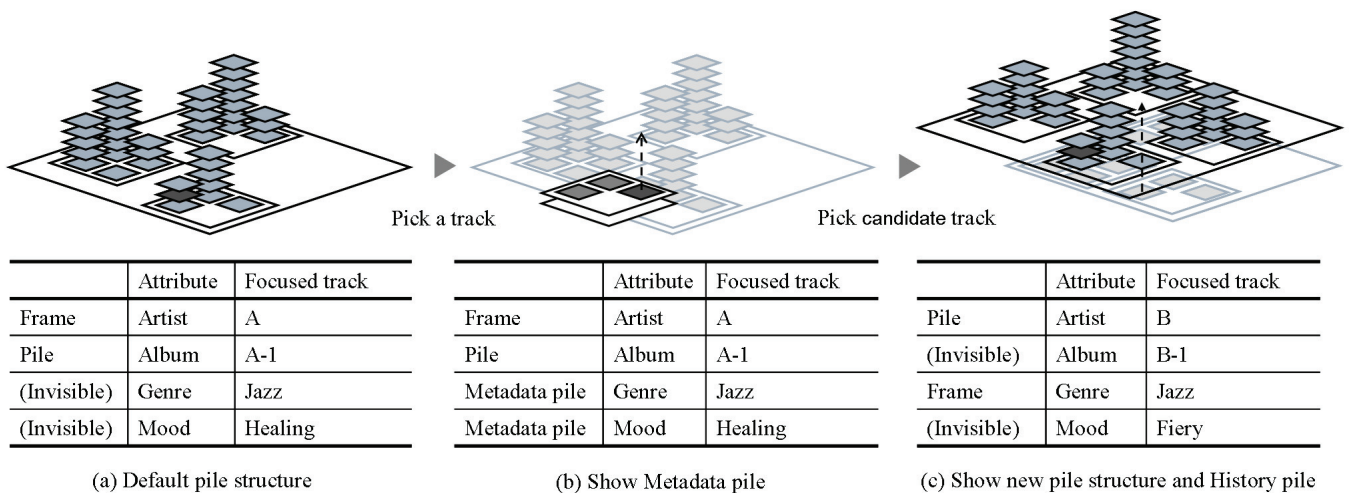 Pick a track
Pick candidate track
Attribute Focused track
Frame Artist A
Pile Album A-1
(Invisible) Genre Jazz
(Invisible) Mood Healing
(a) Default pile structure
Attribute Focused track
Frame Artist A
Pile Album A-1
Metadata pile Genre Jazz
Metadata pile Mood Healing
(b) Show Metadata pile
Attribute Focused track
Pile Artist B
(Invisible) Album B-1
Frame Genre Jazz
(Invisible) Mood Fiery
(c) Show new pile structure and History pile